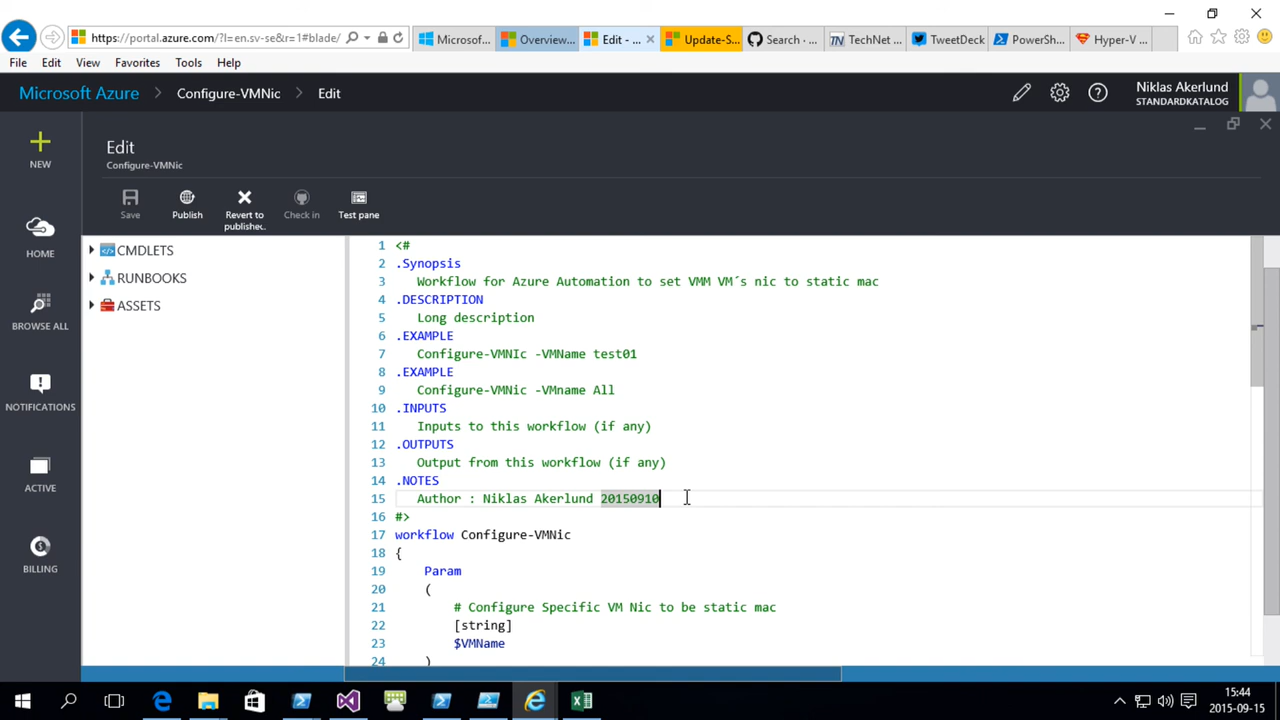 https://portal.azure.com/?l=en.sv-se&r=1#blade/
Microsof...
Overview...
Edit - ...
Update-S...
Search · ...
TechNet ...
TweetDeck
PowerSh...
Hyper-V ...
File Edit View Favorites Tools Help
Microsoft Azure > Configure-VMNic > Edit
Niklas Akerlund
STANDARDKATALOG
NEW
HOME
BROWSE ALL
NOTIFICATIONS
ACTIVE
BILLING
Edit
Configure-VMNic
Save
Publish
Revert to publishe..
Check in
Test pane
CMDLETS
RUNBOOKS
ASSETS
1 <#
2 .Synopsis
3 Workflow for Azure Automation to set VMM VM´s nic to static mac
4 .DESCRIPTION
5 Long description
6 .EXAMPLE
7 Configure-VMNIc -VMName test01
8 .EXAMPLE
9 Configure-VMNic -VMname All
10 .INPUTS
11 Inputs to this workflow (if any)
12 .OUTPUTS
13 Output from this workflow (if any)
14 .NOTES
15 Author : Niklas Akerlund 20150910
16 #>
17 workflow Configure-VMNic
18 {
19 Param
20 (
21 # Configure Specific VM Nic to be static mac
22 [string]
23 $VMName
24 )
15:44
2015-09-15